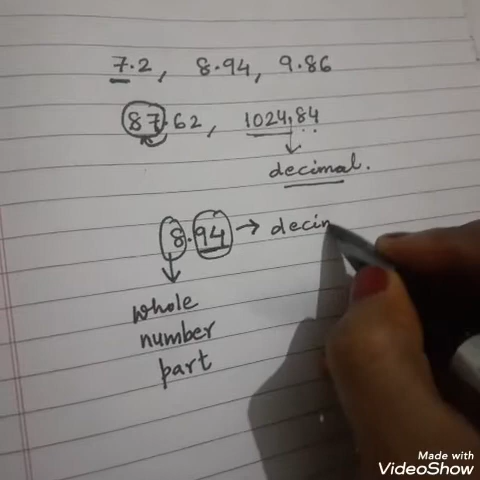 7.2, 8.94, 9.86
87.62, 1024.84
decimal.
8.94 → decim
whole
number
part
Made with
VideoShow